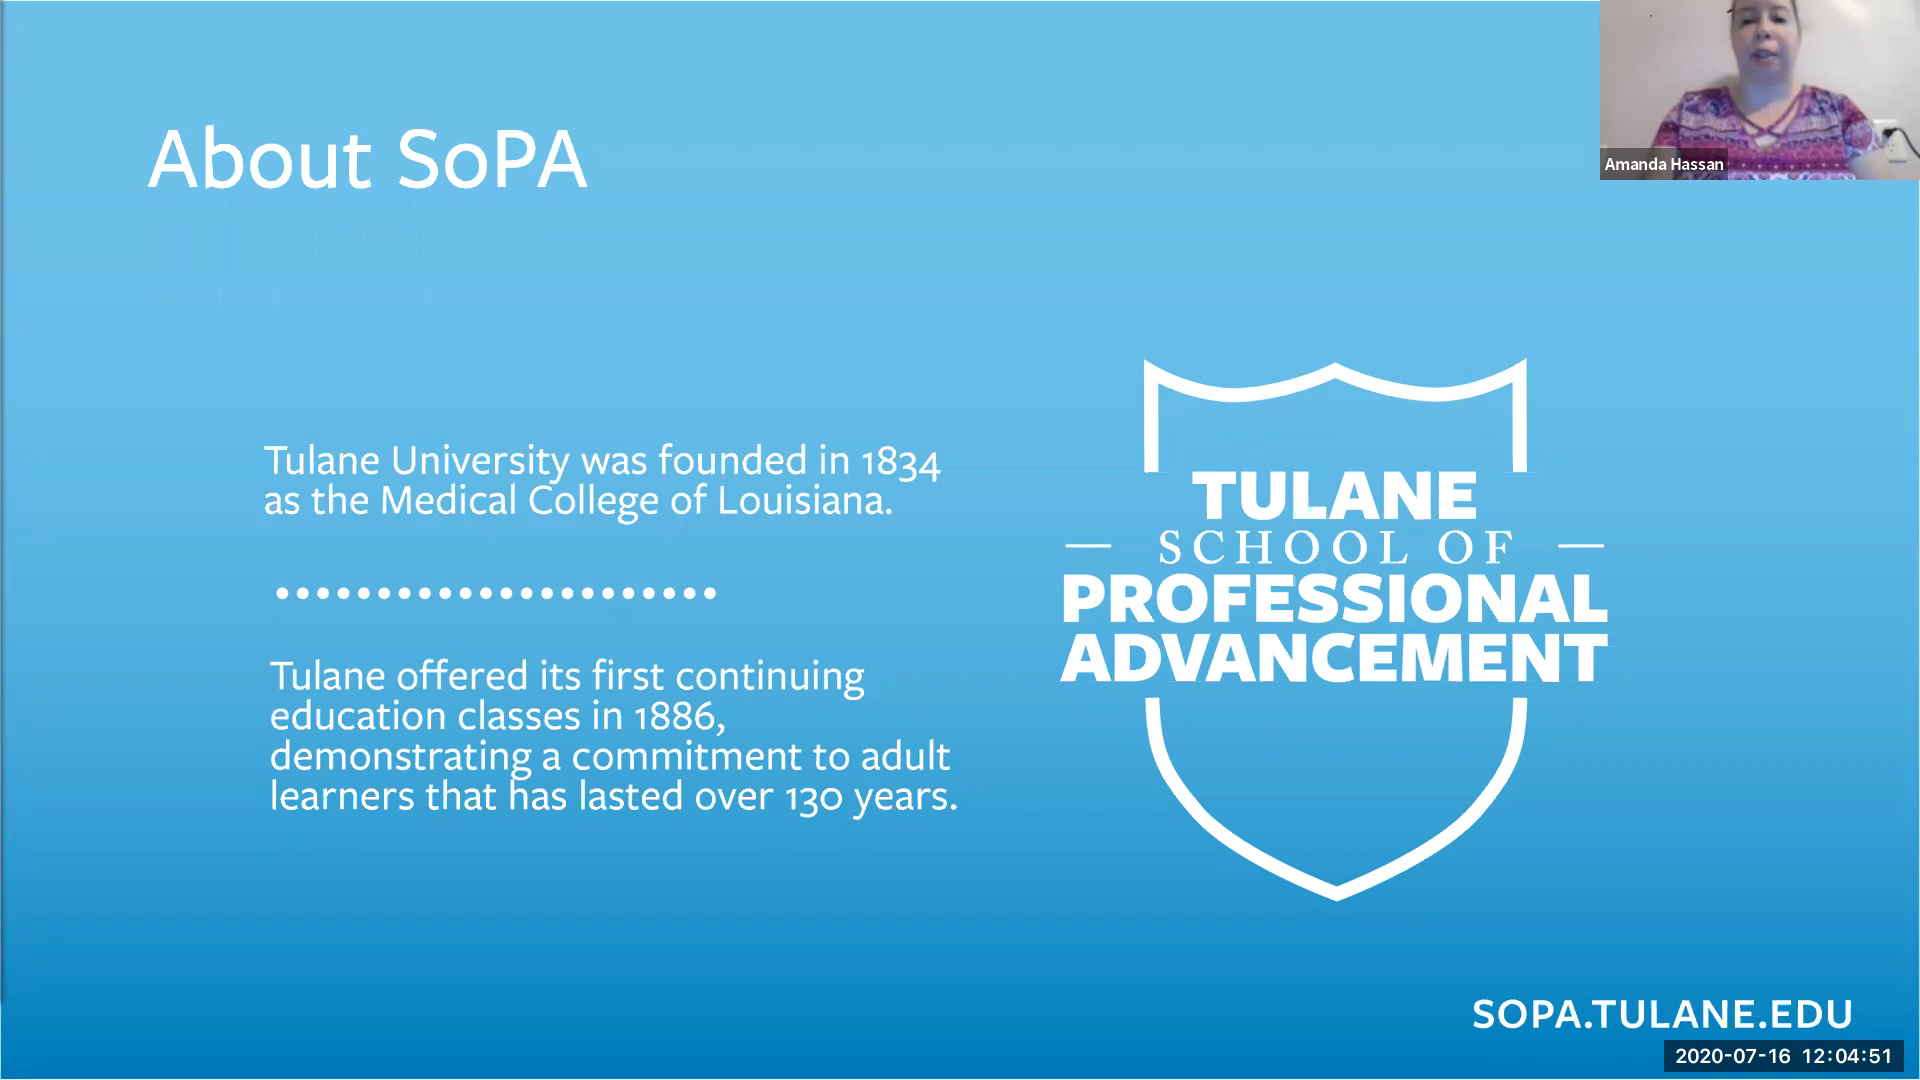 About SoPA
Amanda Hassan
Tulane University was founded in 1834
as the Medical College of Louisiana.
Tulane offered its first continuing
education classes in 1886,
demonstrating a commitment to adult
learners that has lasted over 130 years.
TULANE
— SCHOOL OF —
PROFESSIONAL
ADVANCEMENT
SOPA.TULANE.EDU
2020-07-16 12:04:51